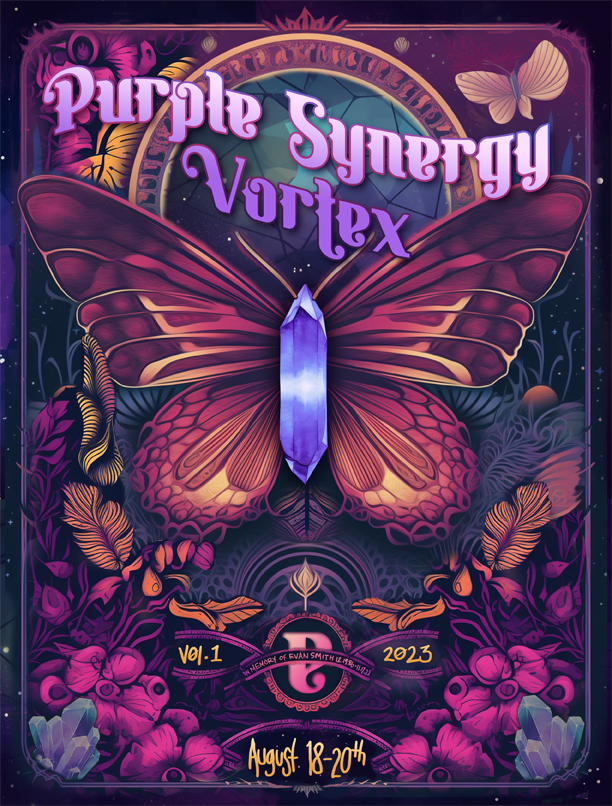 Purple Synergy
Vortex
Vol.1
IN MEMORY OF EVAN SMITH
E
2023
August 18-20th